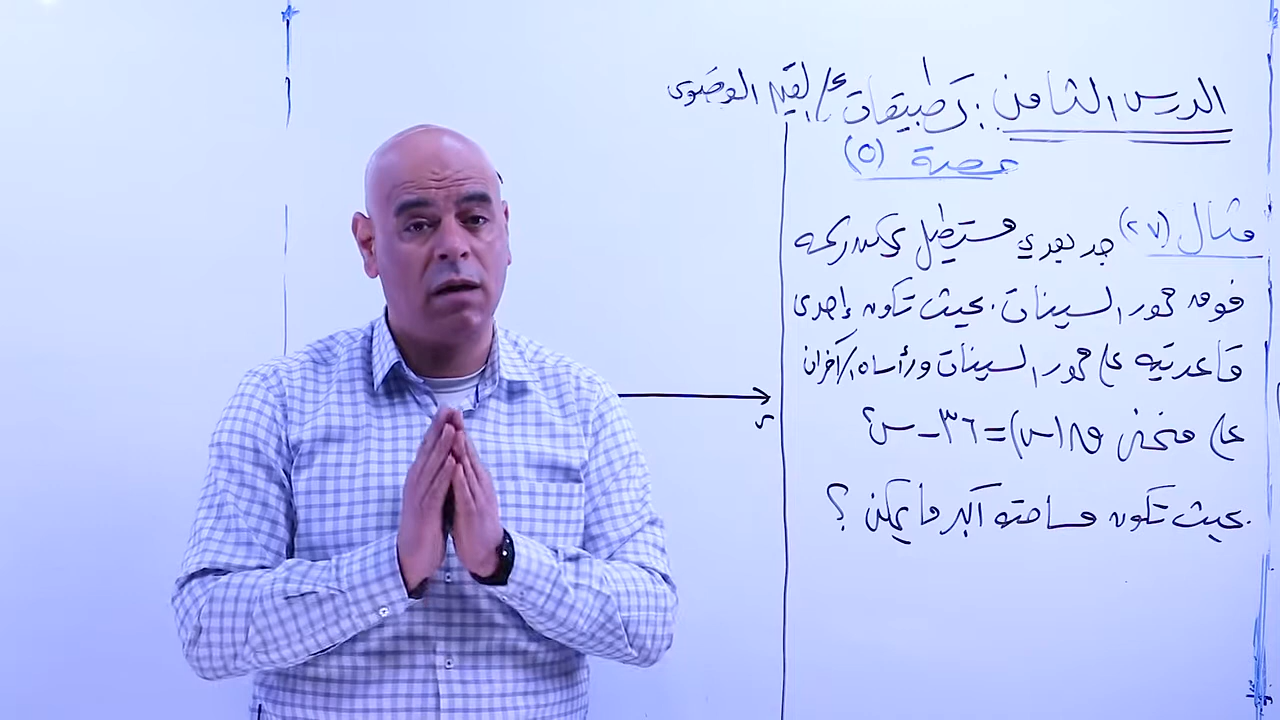 الدرس الثامن : تطبيقات ع/ القيم القصوى
حصة (٥)
مثال (٢٧) جد بعدي مستطيل يمكن رسمه
فوق محور السينات بحيث تكون إحدى
قاعدتيه على محور السينات ورأساه الآخران
على منحنى ق(س)=٣٦-س٢
بحيث تكون مساحته أكبر ما يمكن ؟
س